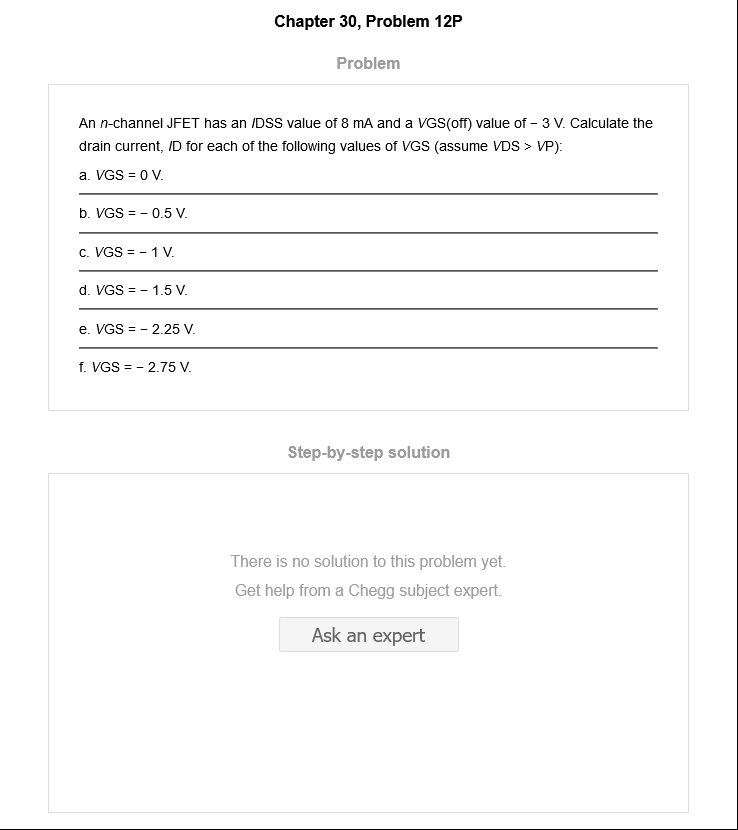 Chapter 30, Problem 12P
Problem
An n-channel JFET has an IDSS value of 8 mA and a VGS(off) value of − 3 V. Calculate the
drain current, ID for each of the following values of VGS (assume VDS > VP):
a. VGS = 0 V.
b. VGS = − 0.5 V.
c. VGS = − 1 V.
d. VGS = − 1.5 V.
e. VGS = − 2.25 V.
f. VGS = − 2.75 V.
Step-by-step solution
There is no solution to this problem yet.
Get help from a Chegg subject expert.
Ask an expert